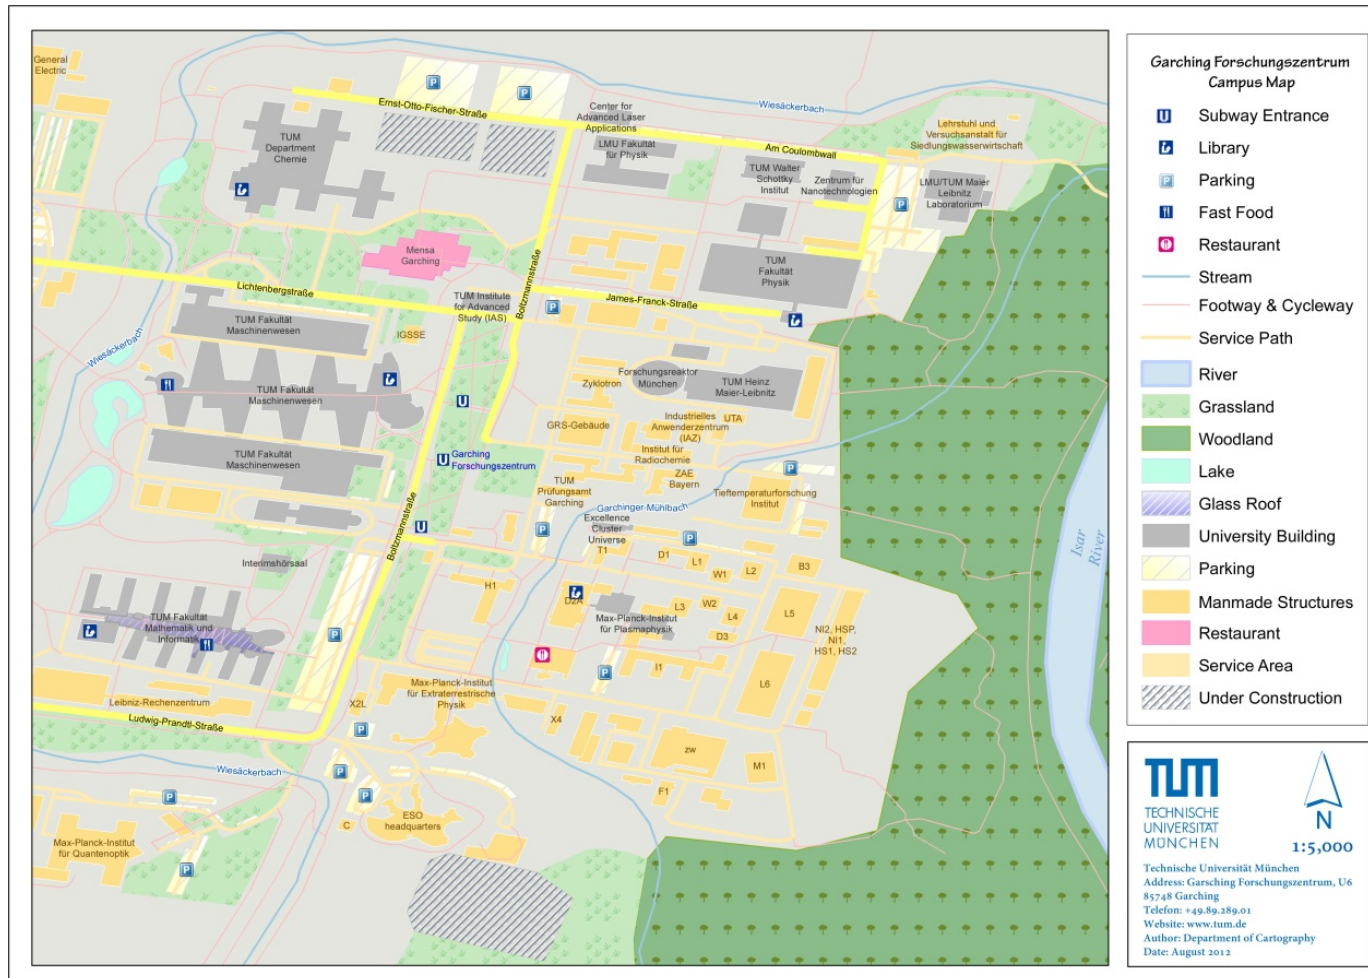 General
Electric
Ernst-Otto-Fischer-Straße
Wiesäckerbach
Center for
Advanced Laser
Applications
Lehrstuhl und
Versuchsanstalt für
Siedlungswasserwirtschaft
TUM
Department
Chemie
LMU Fakultät
für Physik
Am Coulombwall
TUM Walter
Schottky
Institut
Zentrum für
Nanotechnologien
LMU/TUM Maier
Leibnitz
Laboratorium
Mensa
Garching
Boltzmannstraße
TUM
Fakultät
Physik
Lichtenbergstraße
TUM Institute
for Advanced
Study (IAS)
James-Franck-Straße
TUM Fakultät
Maschinenwesen
IGSSE
Wiesäckerbach
TUM Fakultät
Maschinenwesen
Zyklotron
Forschungsreaktor
München
TUM Heinz
Maier-Leibnitz
GRS-Gebäude
Industrielles
Anwenderzentrum
(IAZ)
UTA
Institut für
Radiochemie
Garching
Forschungszentrum
TUM Fakultät
Maschinenwesen
ZAE
Bayern
TUM
Prüfungsamt
Garching
Tieftemperaturforschung
Institut
Garchinger-Mühlbach
Boltzmannstraße
Excellence
Cluster
Universe
T1
D1
L1
W1
L2
B3
Interimshörsaal
H1
D2A
L3
W2
L4
L5
D3
Max-Planck-Institut
für Plasmaphysik
TUM Fakultät
Mathematik und
Informatik
NI2, HSP,
NI1,
HS1, HS2
I1
L6
Isar
River
Max-Planck-Institut
für Extraterrestrische
Physik
Leibniz-Rechenzentrum
X2L
X4
Ludwig-Prandtl-Straße
zw
M1
Wiesäckerbach
F1
C
ESO
headquarters
Max-Planck-Institut
für Quantenoptik
Garching Forschungszentrum
Campus Map
Subway Entrance
Library
Parking
Fast Food
Restaurant
Stream
Footway & Cycleway
Service Path
River
Grassland
Woodland
Lake
Glass Roof
University Building
Parking
Manmade Structures
Restaurant
Service Area
Under Construction
TUM
TECHNISCHE
UNIVERSITÄT
MÜNCHEN
N
1:5,000
Technische Universität München
Address: Garsching Forschungszentrum, U6
85748 Garching
Telefon: +49.89.289.01
Website: www.tum.de
Author: Department of Cartography
Date: August 2012